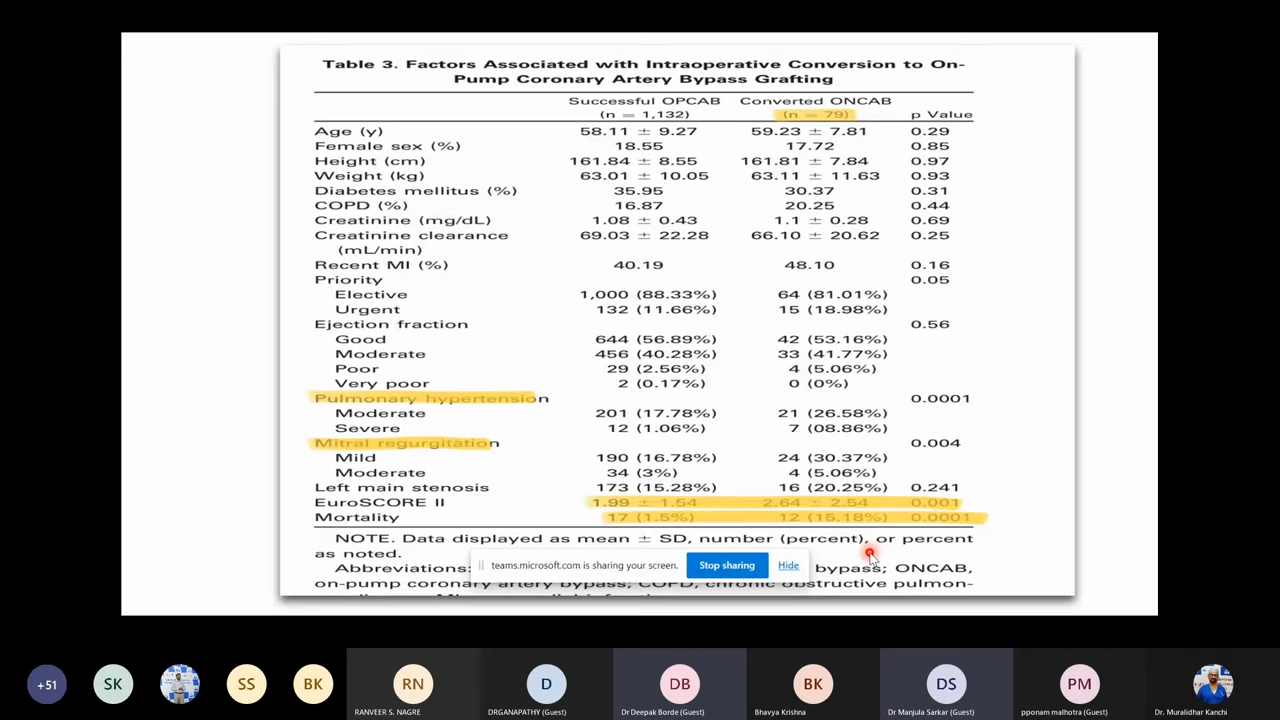 Table 3. Factors Associated with Intraoperative Conversion to On-
Pump Coronary Artery Bypass Grafting
Successful OPCAB Converted ONCAB
(n = 1,132) (n = 79) p Value
Age (y) 58.11 ± 9.27 59.23 ± 7.81 0.29
Female sex (%) 18.55 17.72 0.85
Height (cm) 161.84 ± 8.55 161.81 ± 7.84 0.97
Weight (kg) 63.01 ± 10.05 63.11 ± 11.63 0.93
Diabetes mellitus (%) 35.95 30.37 0.31
COPD (%) 16.87 20.25 0.44
Creatinine (mg/dL) 1.08 ± 0.43 1.1 ± 0.28 0.69
Creatinine clearance 69.03 ± 22.28 66.10 ± 20.62 0.25
(mL/min)
Recent MI (%) 40.19 48.10 0.16
Priority 0.05
Elective 1,000 (88.33%) 64 (81.01%)
Urgent 132 (11.66%) 15 (18.98%)
Ejection fraction 0.56
Good 644 (56.89%) 42 (53.16%)
Moderate 456 (40.28%) 33 (41.77%)
Poor 29 (2.56%) 4 (5.06%)
Very poor 2 (0.17%) 0 (0%)
Pulmonary hypertension 0.0001
Moderate 201 (17.78%) 21 (26.58%)
Severe 12 (1.06%) 7 (08.86%)
Mitral regurgitation 0.004
Mild 190 (16.78%) 24 (30.37%)
Moderate 34 (3%) 4 (5.06%)
Left main stenosis 173 (15.28%) 16 (20.25%) 0.241
EuroSCORE II 1.99 ± 1.54 2.64 ± 2.54 0.001
Mortality 17 (1.5%) 12 (15.18%) 0.0001
NOTE. Data displayed as mean ± SD, number (percent), or percent
as noted.
Abbreviations: bypass; ONCAB,
on-pump coronary artery bypass, COPD, chronic obstructive pulmon-
teams.microsoft.com is sharing your screen. Stop sharing Hide
+51 SK SS BK RN D DB BK DS PM
RANVEER S. NAGRE DRGANAPATHY (Guest) Dr Deepak Borde (Guest) Bhavya Krishna Dr Manjula Sarkar (Guest) pponam malhotra (Guest) Dr. Muralidhar Kanchi